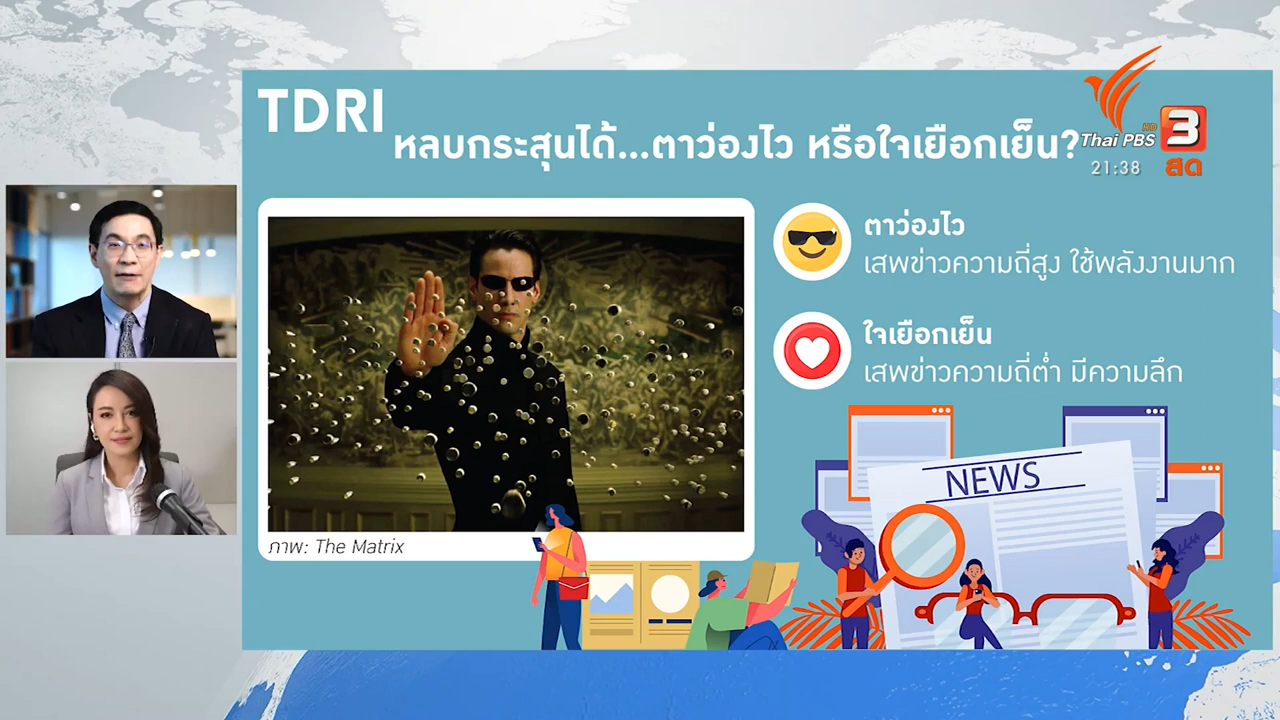 TDRI
หลบกระสุนได้...ตาว่องไว หรือใจเยือกเย็น?
Thai PBS HD 3
21:38 สด
ตาว่องไว
เสพข่าวความถี่สูง ใช้พลังงานมาก
ใจเยือกเย็น
เสพข่าวความถี่ต่ำ มีความลึก
NEWS
ภาพ: The Matrix